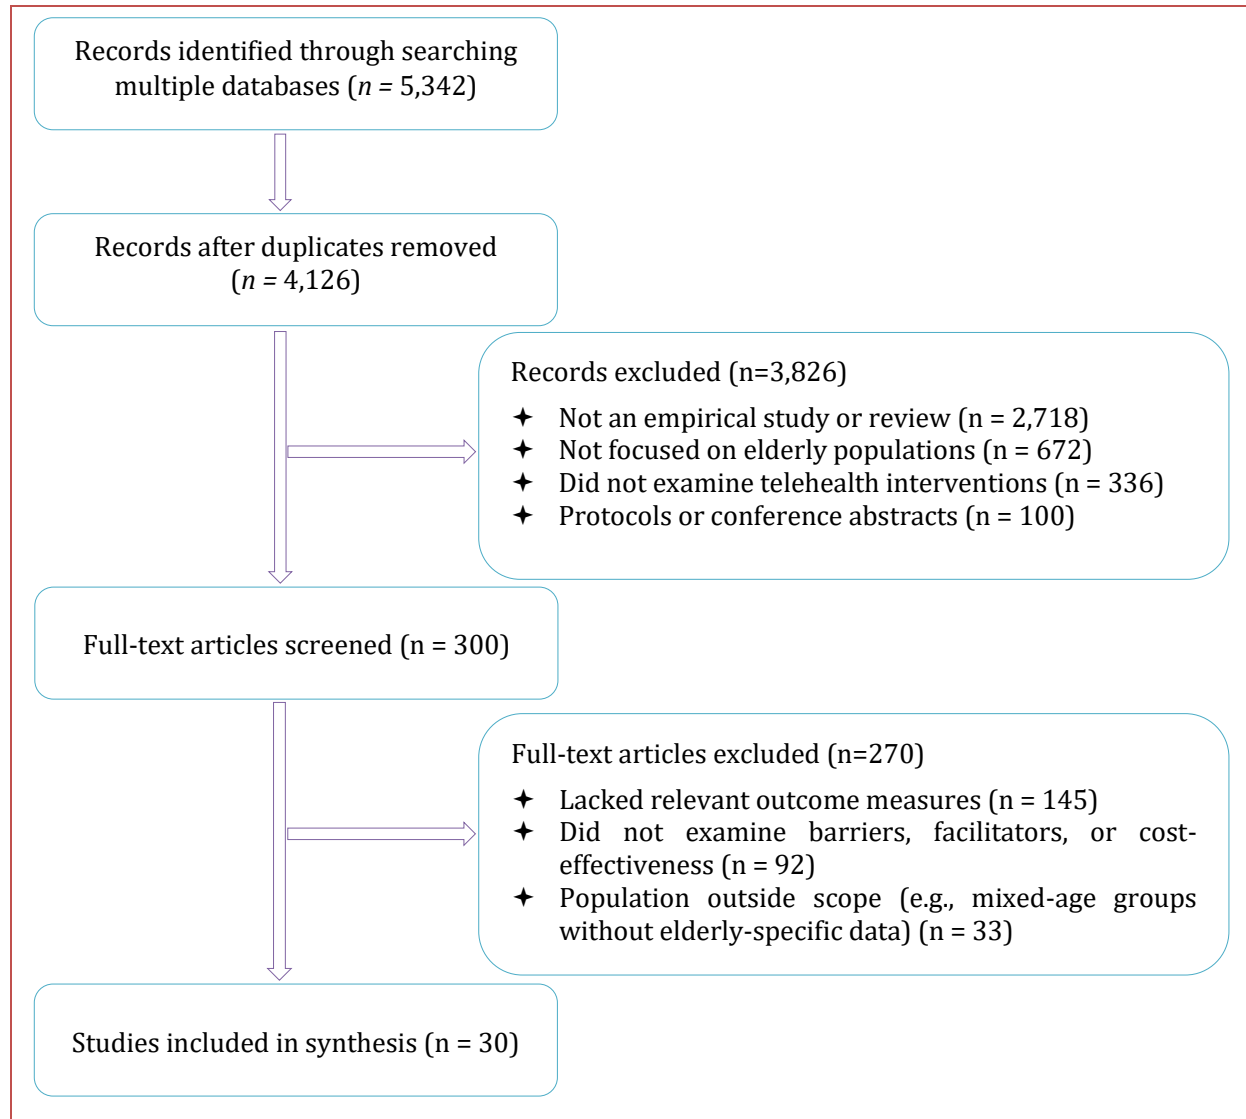 Records identified through searching
multiple databases (n = 5,342)
Records after duplicates removed
(n = 4,126)
Records excluded (n=3,826)
✦ Not an empirical study or review (n = 2,718)
✦ Not focused on elderly populations (n = 672)
✦ Did not examine telehealth interventions (n = 336)
✦ Protocols or conference abstracts (n = 100)
Full-text articles screened (n = 300)
Full-text articles excluded (n=270)
✦ Lacked relevant outcome measures (n = 145)
✦ Did not examine barriers, facilitators, or cost-
effectiveness (n = 92)
✦ Population outside scope (e.g., mixed-age groups
without elderly-specific data) (n = 33)
Studies included in synthesis (n = 30)